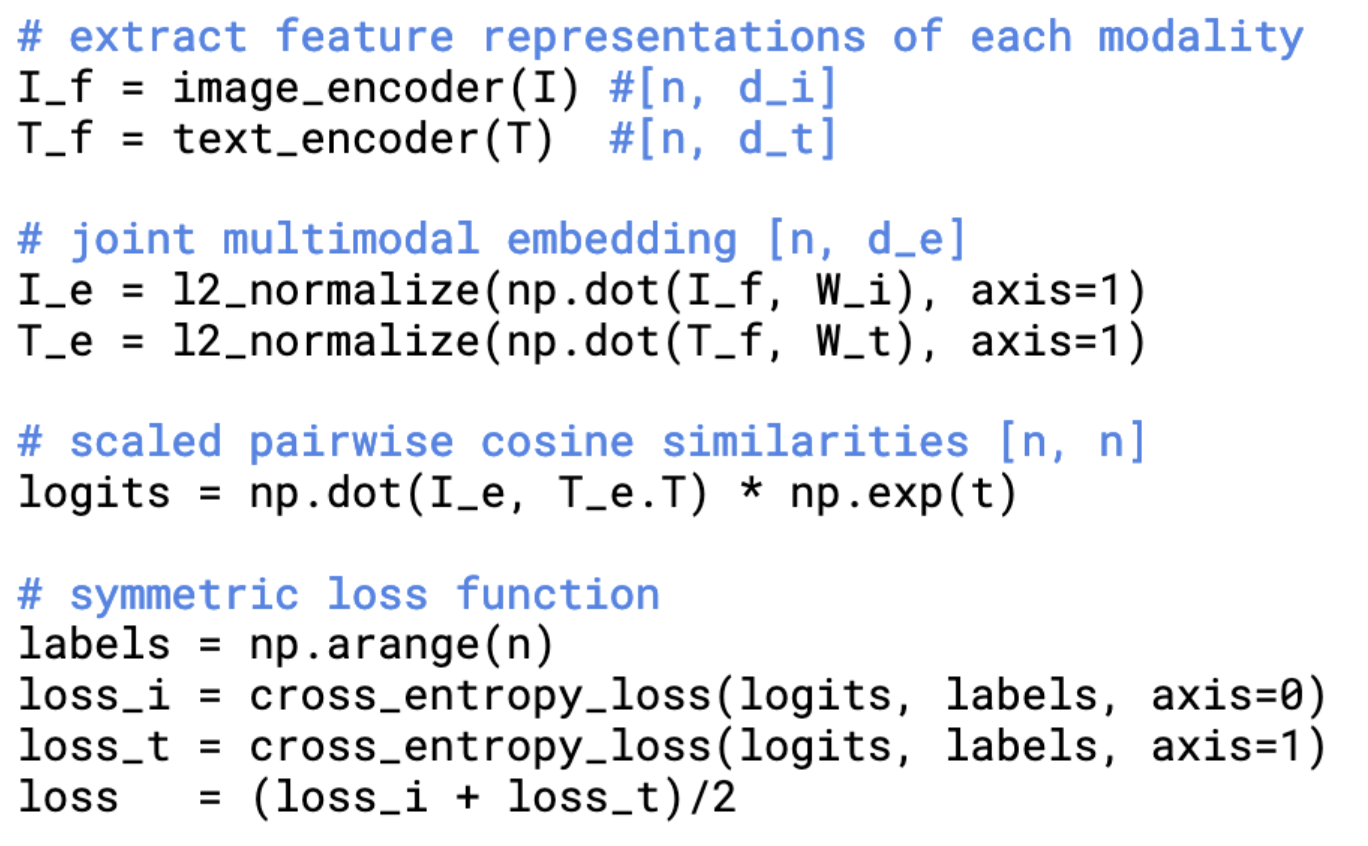 # extract feature representations of each modality
I_f = image_encoder(I) #[n, d_i]
T_f = text_encoder(T)  #[n, d_t]

# joint multimodal embedding [n, d_e]
I_e = l2_normalize(np.dot(I_f, W_i), axis=1)
T_e = l2_normalize(np.dot(T_f, W_t), axis=1)

# scaled pairwise cosine similarities [n, n]
logits = np.dot(I_e, T_e.T) * np.exp(t)

# symmetric loss function
labels = np.arange(n)
loss_i = cross_entropy_loss(logits, labels, axis=0)
loss_t = cross_entropy_loss(logits, labels, axis=1)
loss   = (loss_i + loss_t)/2